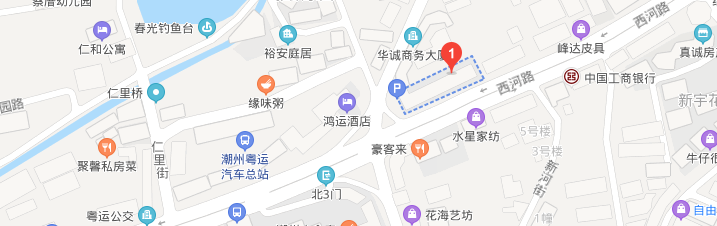 蔡厝幼儿园
春光钓鱼台
西河路
仁和公寓
裕安庭居
华诚商务大厦
1
峰达皮具
真诚房
P
西河路
中国工商银行
仁里桥
缘味粥
新宇花
园路
鸿运酒店
水星家纺
5号楼
3号楼
聚馨私房菜
仁里街
潮州粤运
汽车总站
豪客来
牛仔很
新河街
北3门
粤运公交
花海艺坊
1幢
自由